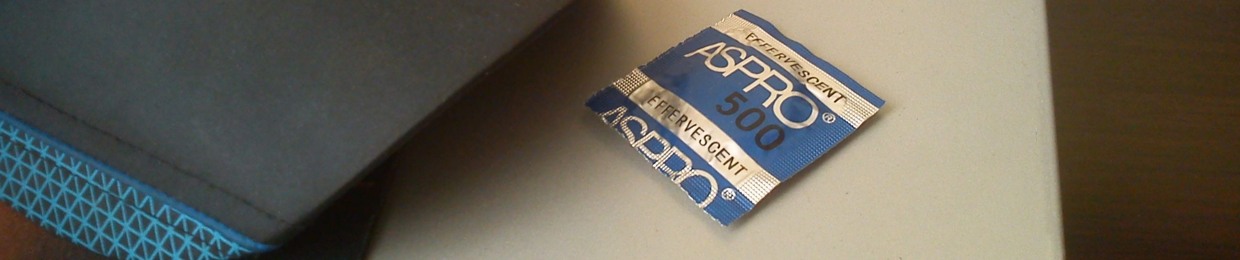 EFFERVESCENT
ASPRO®
500
EFFERVESCENT
ASPRO®